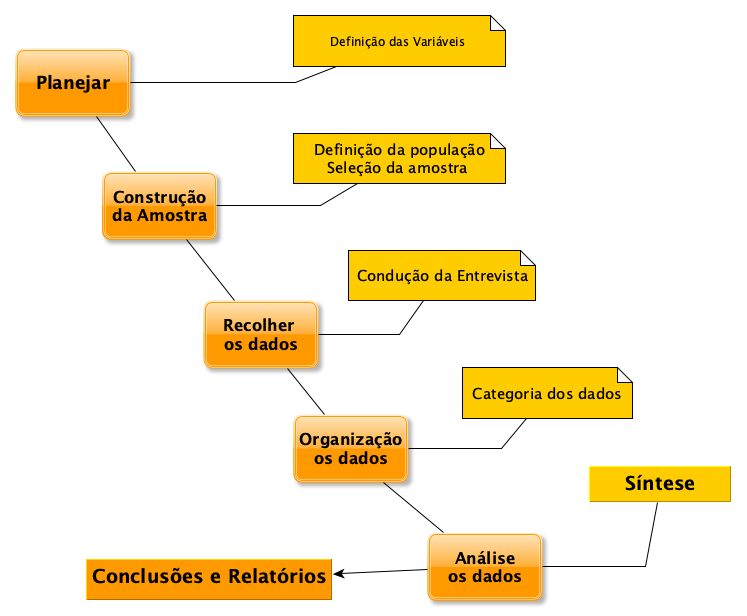 Definição das Variáveis
Planejar
Definição da população
Seleção da amostra
Construção
da Amostra
Condução da Entrevista
Recolher
os dados
Categoria dos dados
Organização
os dados
Síntese
Análise
os dados
Conclusões e Relatórios